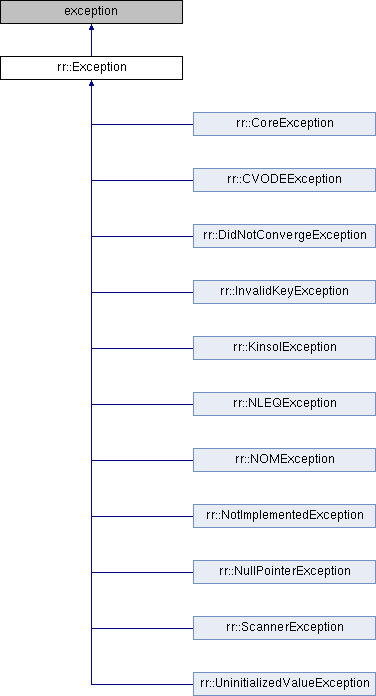 exception
rr::Exception
rr::CoreException
rr::CVODEException
rr::DidNotConvergeException
rr::InvalidKeyException
rr::KinsolException
rr::NLEQException
rr::NOMException
rr::NotImplementedException
rr::NullPointerException
rr::ScannerException
rr::UninitializedValueException